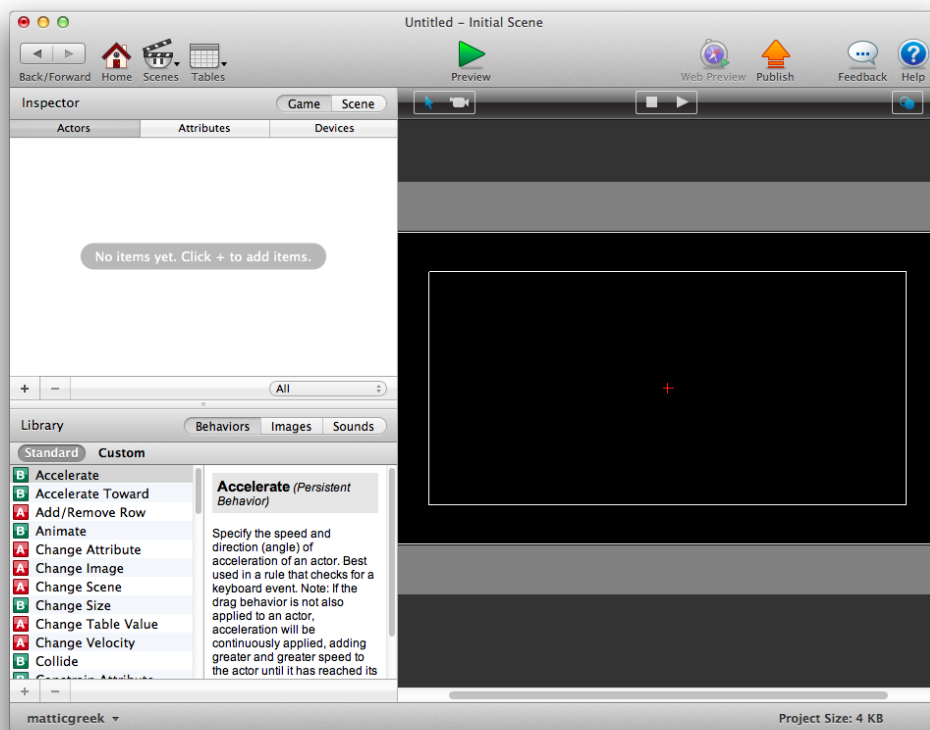 Untitled – Initial Scene
Back/Forward Home Scenes Tables Preview Web Preview Publish Feedback Help
Inspector Game Scene
Actors Attributes Devices
No items yet. Click + to add items.
+ − All
Library Behaviors Images Sounds
Standard Custom
B Accelerate
B Accelerate Toward
A Add/Remove Row
B Animate
A Change Attribute
A Change Image
A Change Scene
B Change Size
A Change Table Value
A Change Velocity
B Collide
B Constrain Attribute
Accelerate (Persistent
Behavior)
Specify the speed and
direction (angle) of
acceleration of an actor. Best
used in a rule that checks for a
keyboard event. Note: If the
drag behavior is not also
applied to an actor,
acceleration will be
continuously applied, adding
greater and greater speed to
the actor until it has reached its
+ −
matticgreek Project Size: 4 KB